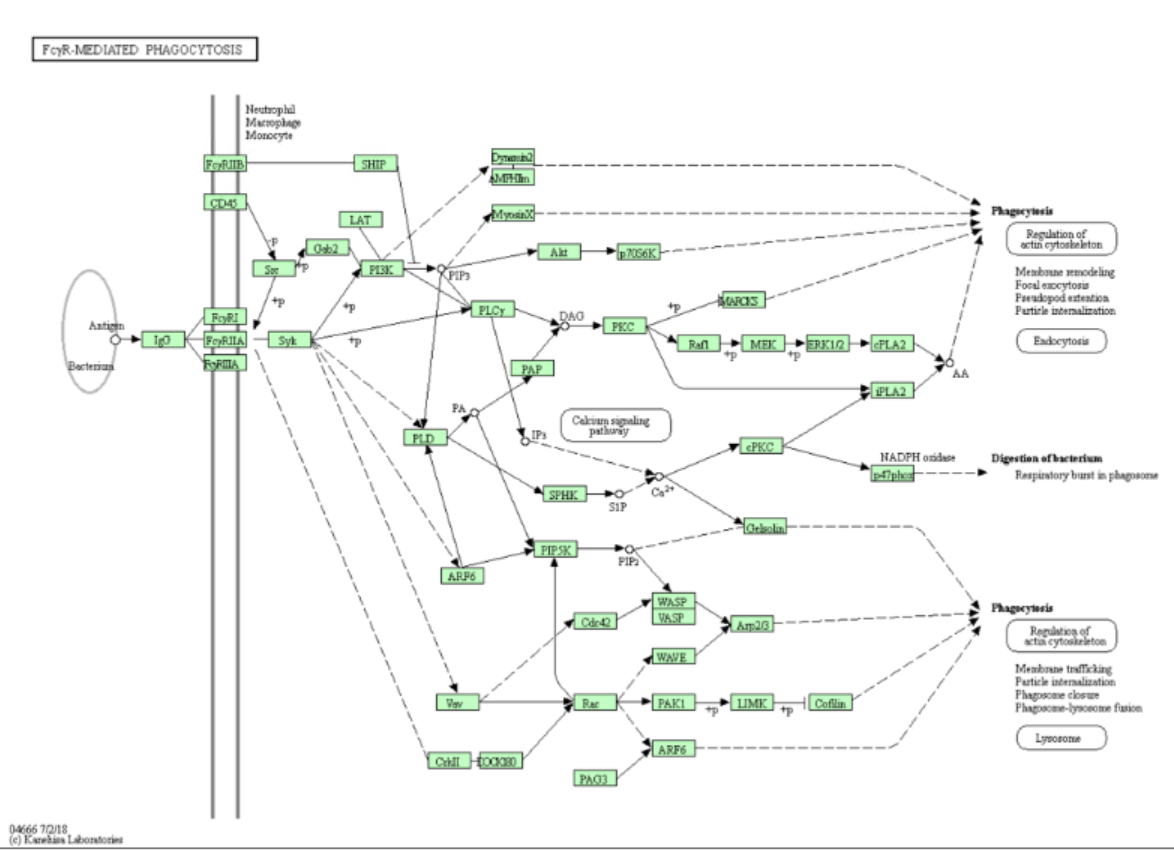 FcγR-MEDIATED PHAGOCYTOSIS
Neutrophil
Macrophage
Monocyte
FcγRIIB
SHIP
Dynamin2
AMPHIIm
CD45
LAT
MyosinX
Phagocytosis
-p
Gab2
Akt
p70S6K
Regulation of
actin cytoskeleton
Src
+p
PI3K
PIP3
Membrane remodeling
Focal exocytosis
Pseudopod extention
Particle internalization
+p
+p
PLCγ
DAG
+p
MARCKS
FcγRI
PKC
Antigen
IgG
FcγRIIA
Syk
+p
Raf1
+p
MEK
+p
ERK1/2
cPLA2
Endocytosis
Bacterium
FcγRIIIA
PAP
AA
iPLA2
PA
Calcium signaling
pathway
PLD
IP3
cPKC
NADPH oxidase
Digestion of bacterium
p47phox
Respiratory burst in phagosome
SPHK
S1P
Ca2+
Gelsolin
PIP5K
PIP2
ARF6
WASP
VASP
Phagocytosis
Cdc42
Arp2/3
Regulation of
actin cytoskeleton
WAVE
Membrane trafficking
Particle internalization
Phagosome closure
Phagosome-lysosome fusion
Vav
Rac
PAK1
+p
LIMK
+p
Cofilin
Lysosome
ARF6
CrkII
DOCK180
PAG3
04666 7/2/18
(c) Kanehisa Laboratories